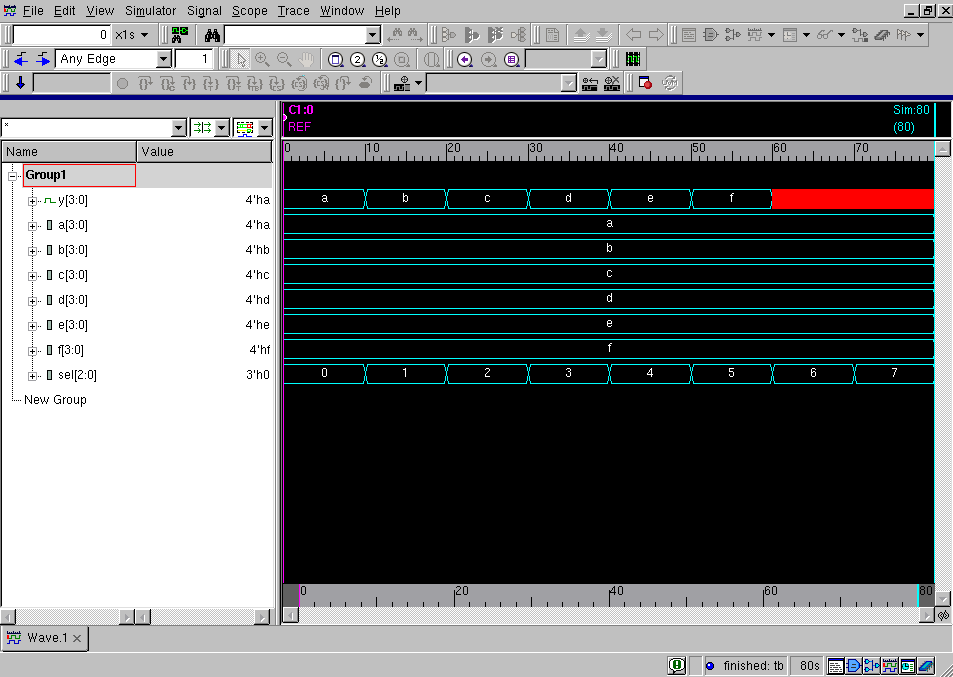 File Edit View Simulator Signal Scope Trace Window Help
0 x1s
Any Edge 1
*
C1:0 Sim:80
REF (80)
Name Value
0 10 20 30 40 50 60 70
Group1
y[3:0] 4'ha a b c d e f
a[3:0] 4'ha a
b[3:0] 4'hb b
c[3:0] 4'hc c
d[3:0] 4'hd d
e[3:0] 4'he e
f[3:0] 4'hf f
sel[2:0] 3'h0 0 1 2 3 4 5 6 7
New Group
0 20 40 60 80
Wave.1
finished: tb 80s